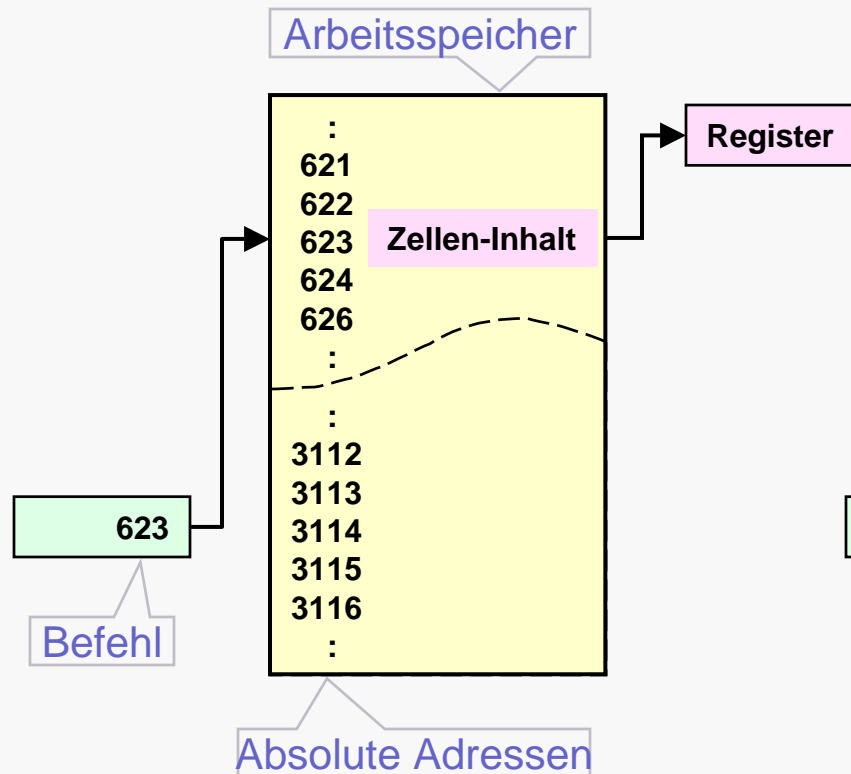 Arbeitsspeicher
:
621
622
623 Zellen-Inhalt
624
626
:
:
3112
3113
3114
3115
3116
:
Register
623
Befehl
Absolute Adressen